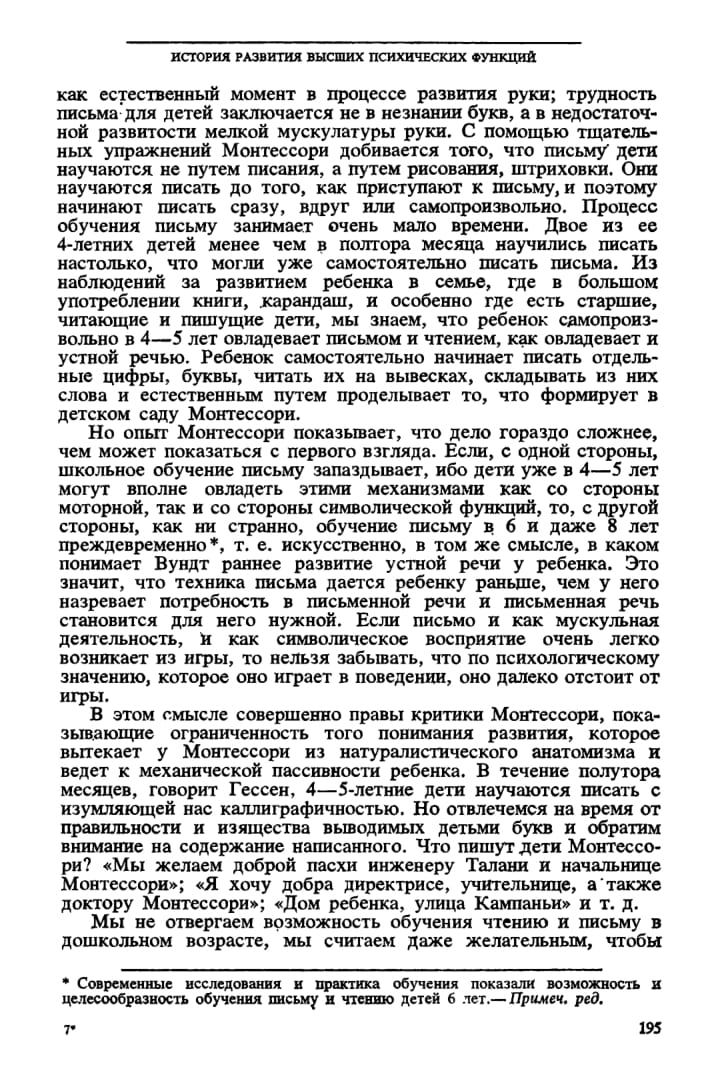 ИСТОРИЯ РАЗВИТИЯ ВЫСШИХ ПСИХИЧЕСКИХ ФУНКЦИЙ
как естественный момент в процессе развития руки; трудность
письма для детей заключается не в незнании букв, а в недостаточ-
ной развитости мелкой мускулатуры руки. С помощью тщатель-
ных упражнений Монтессори добивается того, что письму дети
научаются не путем писания, а путем рисования, штриховки. Они
научаются писать до того, как приступают к письму, и поэтому
начинают писать сразу, вдруг или самопроизвольно. Процесс
обучения письму занимает очень мало времени. Двое из ее
4-летних детей менее чем в полтора месяца научились писать
настолько, что могли уже самостоятельно писать письма. Из
наблюдений за развитием ребенка в семье, где в большом
употреблении книги, карандаш, и особенно где есть старшие,
читающие и пишущие дети, мы знаем, что ребенок самопроиз-
вольно в 4—5 лет овладевает письмом и чтением, как овладевает и
устной речью. Ребенок самостоятельно начинает писать отдель-
ные цифры, буквы, читать их на вывесках, складывать из них
слова и естественным путем проделывает то, что формирует в
детском саду Монтессори.
Но опыт Монтессори показывает, что дело гораздо сложнее,
чем может показаться с первого взгляда. Если, с одной стороны,
школьное обучение письму запаздывает, ибо дети уже в 4—5 лет
могут вполне овладеть этими механизмами как со стороны
моторной, так и со стороны символической функций, то, с другой
стороны, как ни странно, обучение письму в 6 и даже 8 лет
преждевременно*, т. е. искусственно, в том же смысле, в каком
понимает Вундт раннее развитие устной речи у ребенка. Это
значит, что техника письма дается ребенку раньше, чем у него
назревает потребность в письменной речи и письменная речь
становится для него нужной. Если письмо и как мускульная
деятельность, и как символическое восприятие очень легко
возникает из игры, то нельзя забывать, что по психологическому
значению, которое оно играет в поведении, оно далеко отстоит от
игры.
В этом смысле совершенно правы критики Монтессори, пока-
зывающие ограниченность того понимания развития, которое
вытекает у Монтессори из натуралистического анатомизма и
ведет к механической пассивности ребенка. В течение полутора
месяцев, говорит Гессен, 4—5-летние дети научаются писать с
изумляющей нас каллиграфичностью. Но отвлечемся на время от
правильности и изящества выводимых детьми букв и обратим
внимание на содержание написанного. Что пишут дети Монтессо-
ри? «Мы желаем доброй пасхи инженеру Талани и начальнице
Монтессори»; «Я хочу добра директрисе, учительнице, а также
доктору Монтессори»; «Дом ребенка, улица Кампаньи» и т. д.
Мы не отвергаем возможность обучения чтению и письму в
дошкольном возрасте, мы считаем даже желательным, чтобы
* Современные исследования и практика обучения показали возможность и
целесообразность обучения письму и чтению детей 6 лет.— Примеч. ред.
7* 195